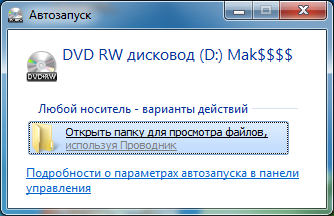 Автозапуск
DVD RW дисковод (D:) Mak$$$$
DVD+RW
Любой носитель - варианты действий
Открыть папку для просмотра файлов,
используя Проводник
Подробности о параметрах автозапуска в панели
управления